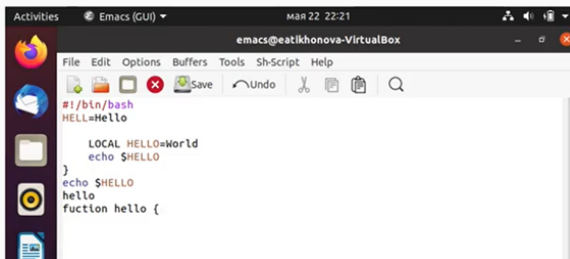 Activities Emacs (GUI) мая 22 22:21
emacs@eatikhonova-VirtualBox
File Edit Options Buffers Tools Sh-Script Help
Save Undo
#!/bin/bash
HELL=Hello
LOCAL HELLO=World
echo $HELLO
}
echo $HELLO
hello
fuction hello {